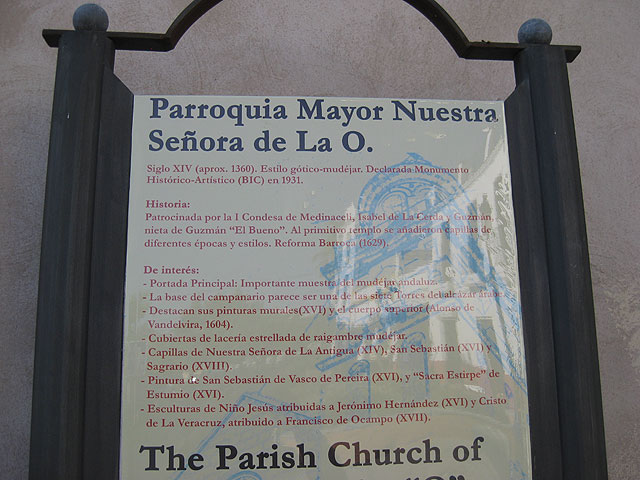 Parroquia Mayor Nuestra
Señora de La O.
Siglo XIV (aprox. 1360). Estilo gótico-mudéjar. Declarada Monumento
Histórico-Artístico (BIC) en 1931.
Historia:
Patrocinada por la I Condesa de Medinaceli, Isabel de La Cerda y Guzmán,
nieta de Guzmán “El Bueno”. Al primitivo templo se añadieron capillas de
diferentes épocas y estilos. Reforma Barroca (1629).
De interés:
- Portada Principal: Importante muestra del mudéjar andaluz.
- La base del campanario parece ser una de las siete Torres del alcázar árabe.
- Destacan sus pinturas murales(XVI) y el cuerpo superior (Alonso de
Vandelvira, 1604).
- Cubiertas de lacería estrellada de raigambre mudéjar.
- Capillas de Nuestra Señora de La Antigua (XIV), San Sebastián (XVI) y
Sagrario (XVIII).
- Pintura de San Sebastián de Vasco de Pereira (XVI), y “Sacra Estirpe” de
Esturmio (XVI).
- Esculturas de Niño Jesús atribuidas a Jerónimo Hernández (XVI) y Cristo
de La Veracruz, atribuido a Francisco de Ocampo (XVII).
The Parish Church of
“O”